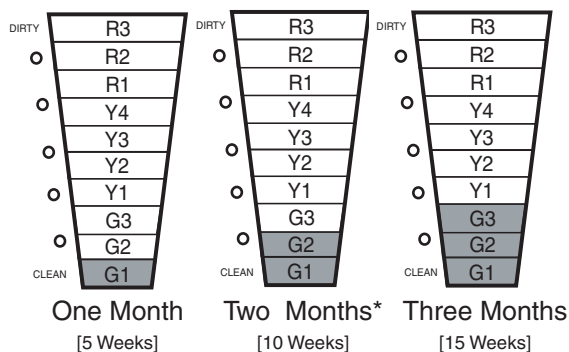 DIRTY
R3
R2
R1
Y4
Y3
Y2
Y1
G3
G2
CLEAN
G1
One Month
[5 Weeks]
DIRTY
R3
R2
R1
Y4
Y3
Y2
Y1
G3
G2
CLEAN
G1
Two Months*
[10 Weeks]
DIRTY
R3
R2
R1
Y4
Y3
Y2
Y1
G3
G2
CLEAN
G1
Three Months
[15 Weeks]